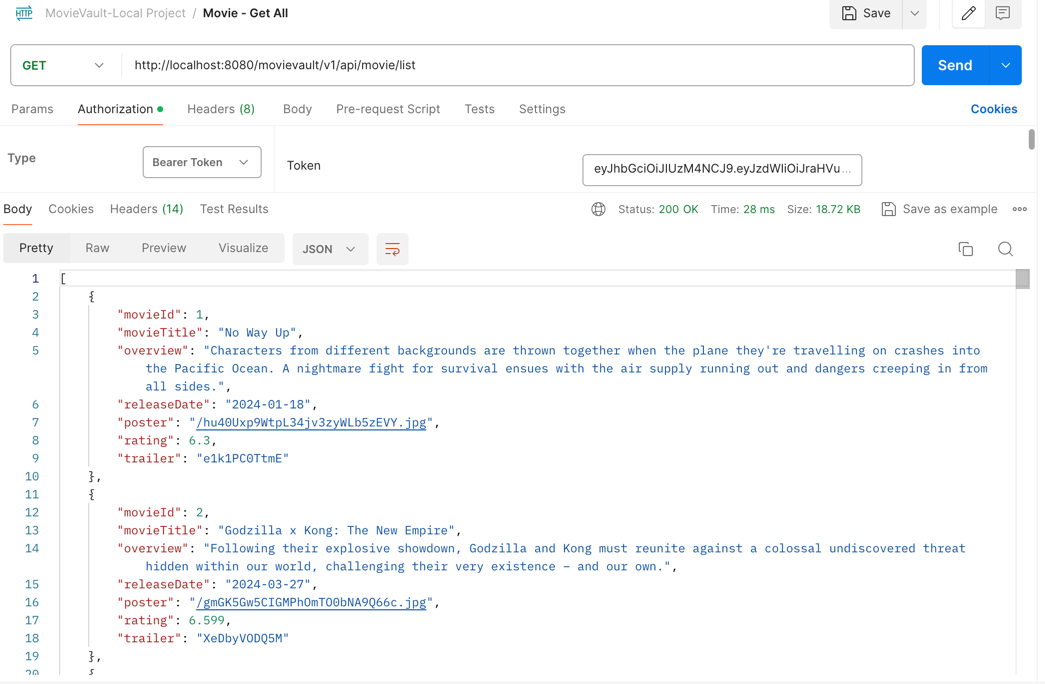 HTTP MovieVault-Local Project / Movie - Get All Save
GET http://localhost:8080/movievault/v1/api/movie/list Send
Params Authorization Headers (8) Body Pre-request Script Tests Settings Cookies
Type Bearer Token Token eyJhbGciOiJIUzM4NCJ9.eyJzdWIiOiJraHVu...
Body Cookies Headers (14) Test Results Status: 200 OK Time: 28 ms Size: 18.72 KB Save as example
Pretty Raw Preview Visualize JSON
1 [
2 {
3 "movieId": 1,
4 "movieTitle": "No Way Up",
5 "overview": "Characters from different backgrounds are thrown together when the plane they're travelling on crashes into
the Pacific Ocean. A nightmare fight for survival ensues with the air supply running out and dangers creeping in from
all sides.",
6 "releaseDate": "2024-01-18",
7 "poster": "/hu40Uxp9WtpL34jv3zyWLb5zEVY.jpg",
8 "rating": 6.3,
9 "trailer": "e1k1PC0TtmE"
10 },
11 {
12 "movieId": 2,
13 "movieTitle": "Godzilla x Kong: The New Empire",
14 "overview": "Following their explosive showdown, Godzilla and Kong must reunite against a colossal undiscovered threat
hidden within our world, challenging their very existence – and our own.",
15 "releaseDate": "2024-03-27",
16 "poster": "/gmGK5Gw5CIGMPhOmTO0bNA9Q66c.jpg",
17 "rating": 6.599,
18 "trailer": "XeDbyVODQ5M"
19 },
20 {